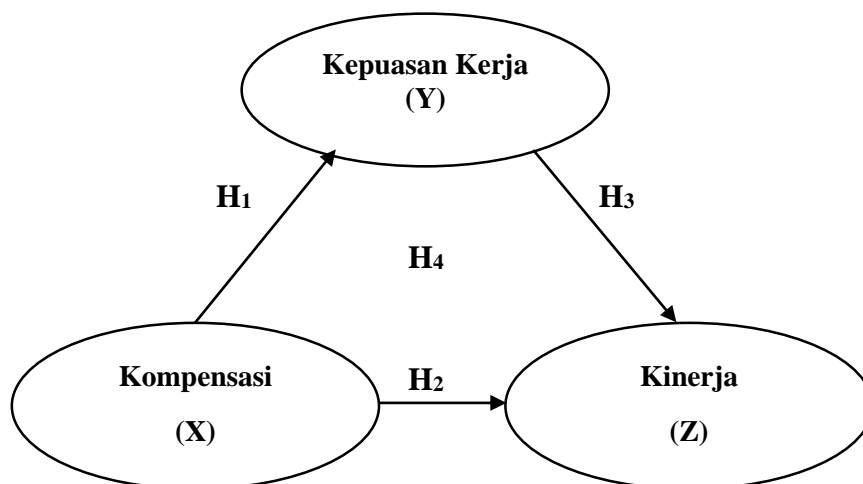 Kepuasan Kerja
(Y)
H1
H3
H4
Kompensasi
(X)
H2
Kinerja
(Z)